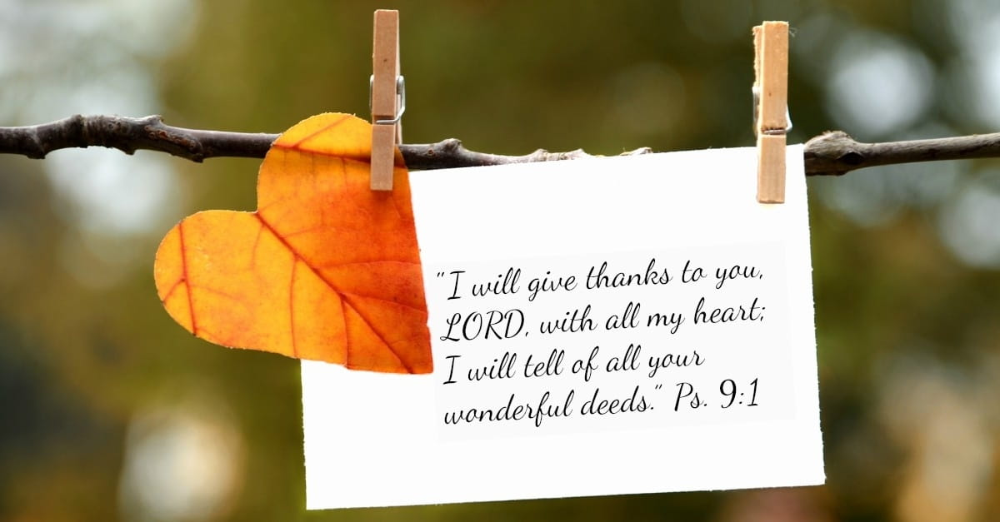 "I will give thanks to you,
LORD, with all my heart;
I will tell of all your
wonderful deeds." Ps. 9:1